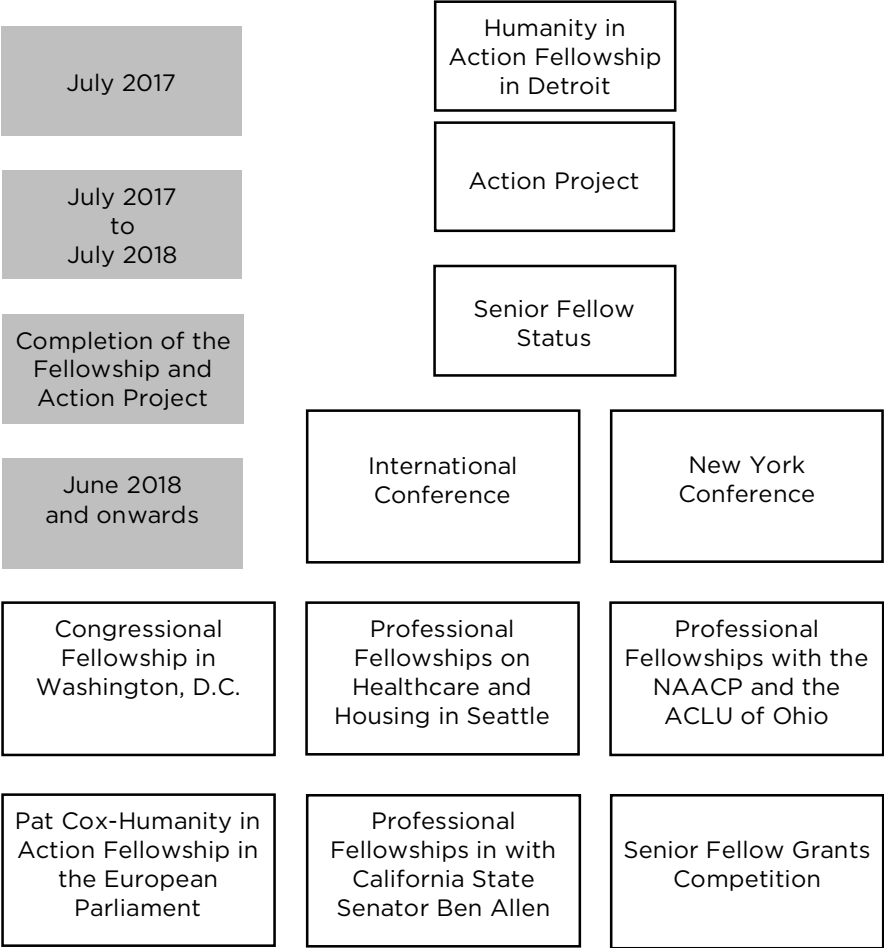 July 2017
Humanity in
Action Fellowship
in Detroit
July 2017
to
July 2018
Action Project
Completion of the
Fellowship and
Action Project
Senior Fellow
Status
June 2018
and onwards
International
Conference
New York
Conference
Congressional
Fellowship in
Washington, D.C.
Professional
Fellowships on
Healthcare and
Housing in Seattle
Professional
Fellowships with the
NAACP and the
ACLU of Ohio
Pat Cox-Humanity in
Action Fellowship in
the European
Parliament
Professional
Fellowships in with
California State
Senator Ben Allen
Senior Fellow Grants
Competition